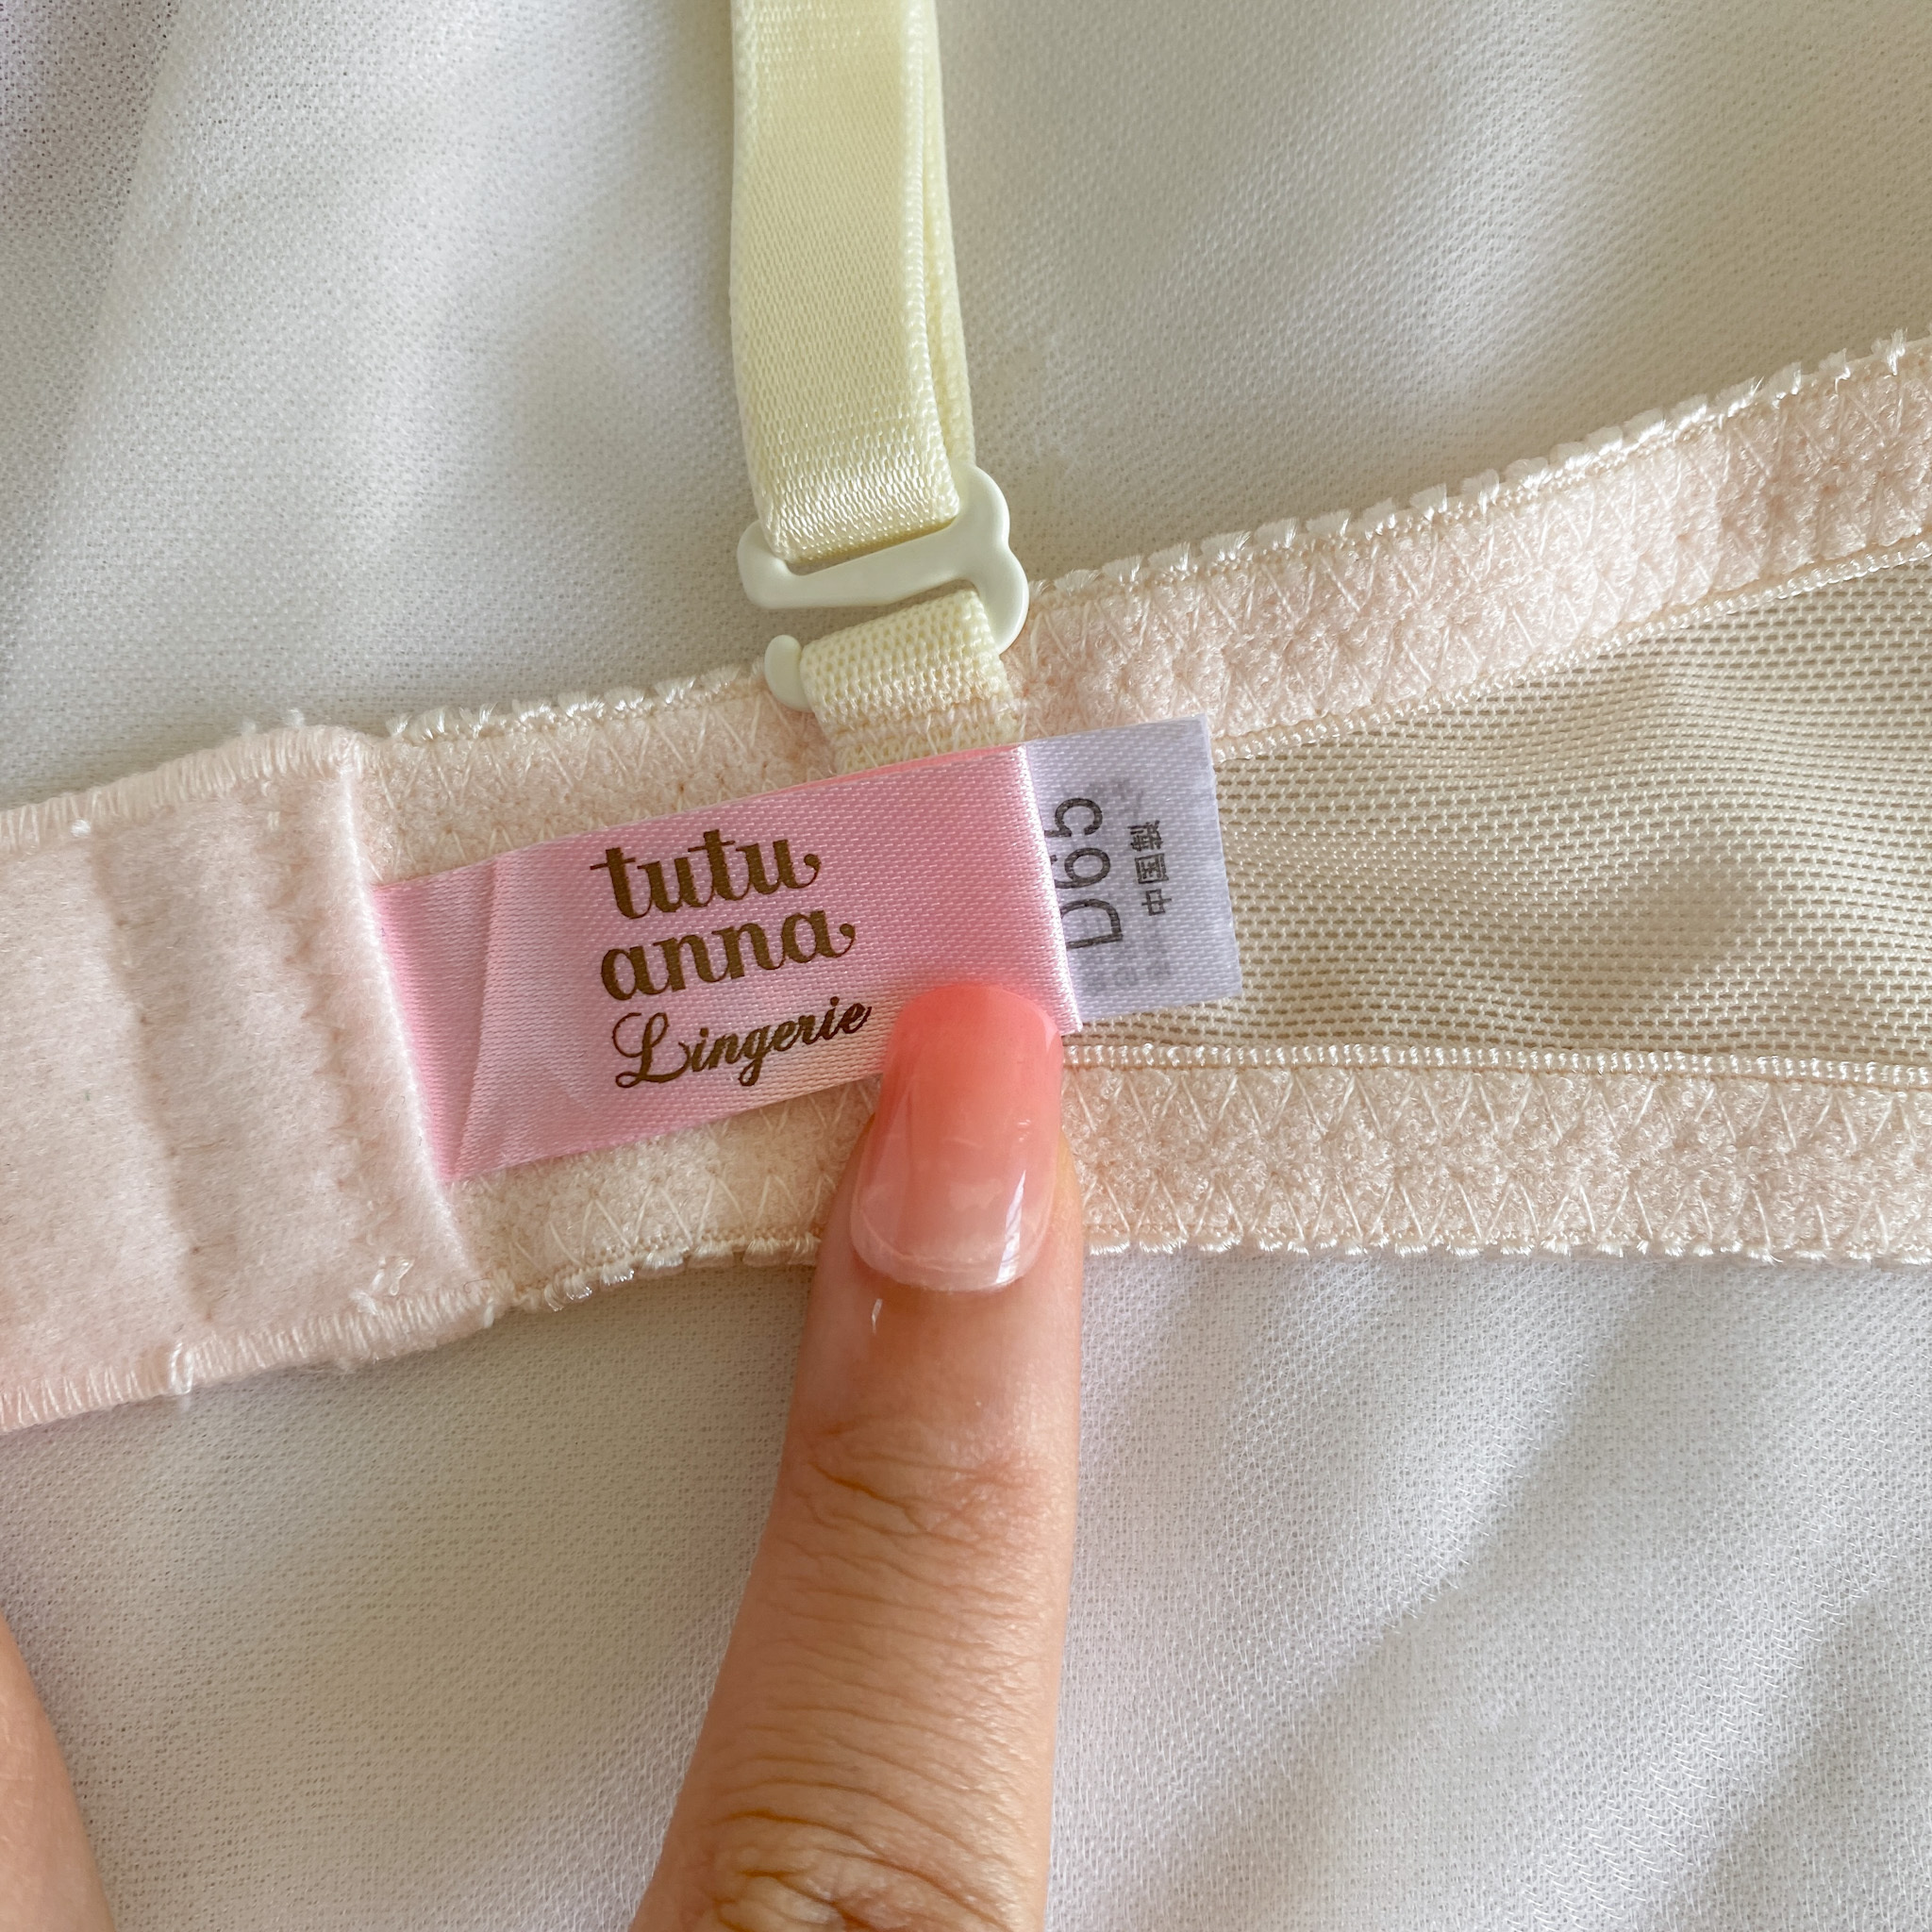 tutu
anna
Lingerie
D65
中国製